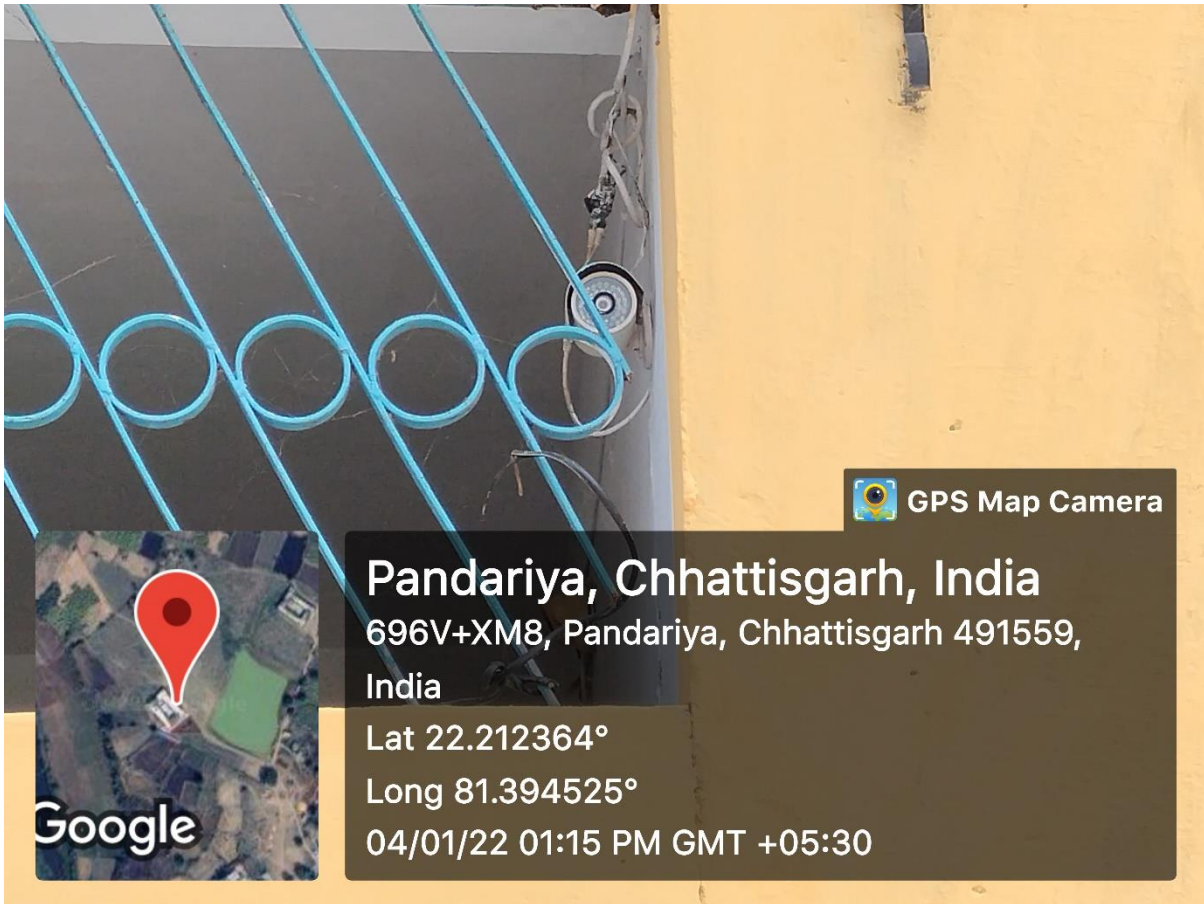 GPS Map Camera
Pandariya, Chhattisgarh, India
696V+XM8, Pandariya, Chhattisgarh 491559,
India
Lat 22.212364°
Long 81.394525°
04/01/22 01:15 PM GMT +05:30
Google